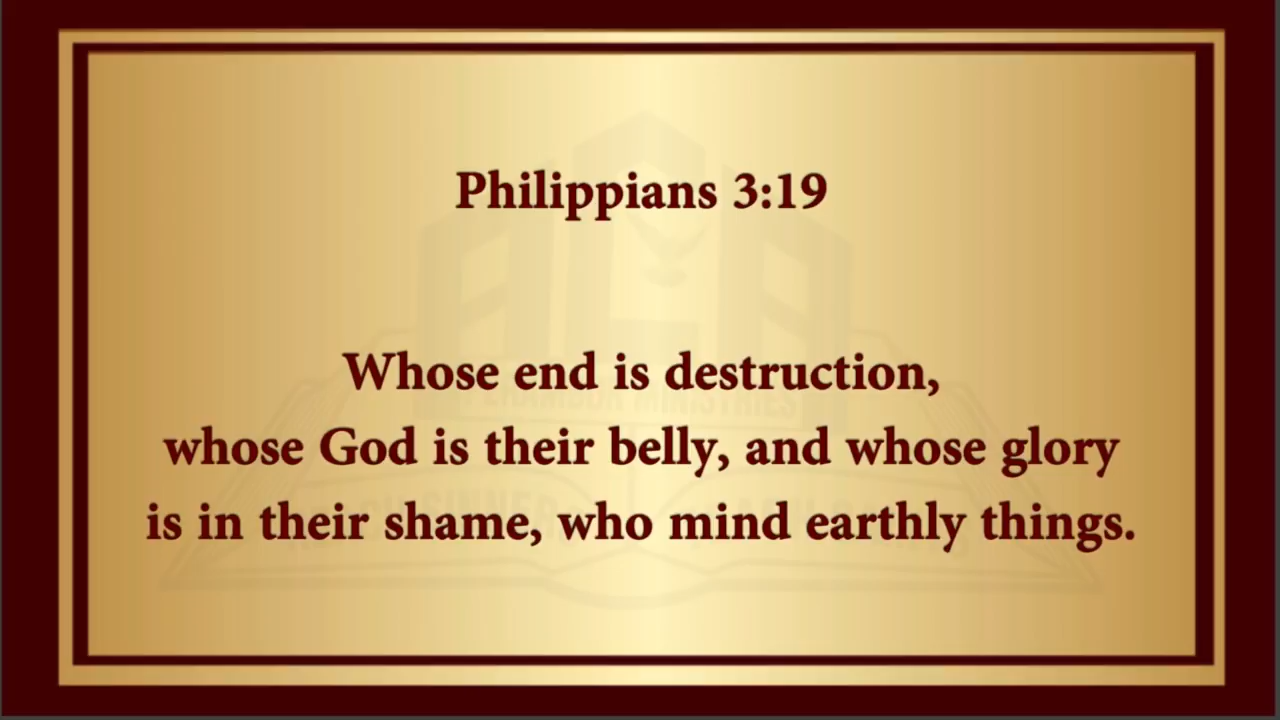 Philippians 3:19
Whose end is destruction,
whose God is their belly, and whose glory
is in their shame, who mind earthly things.